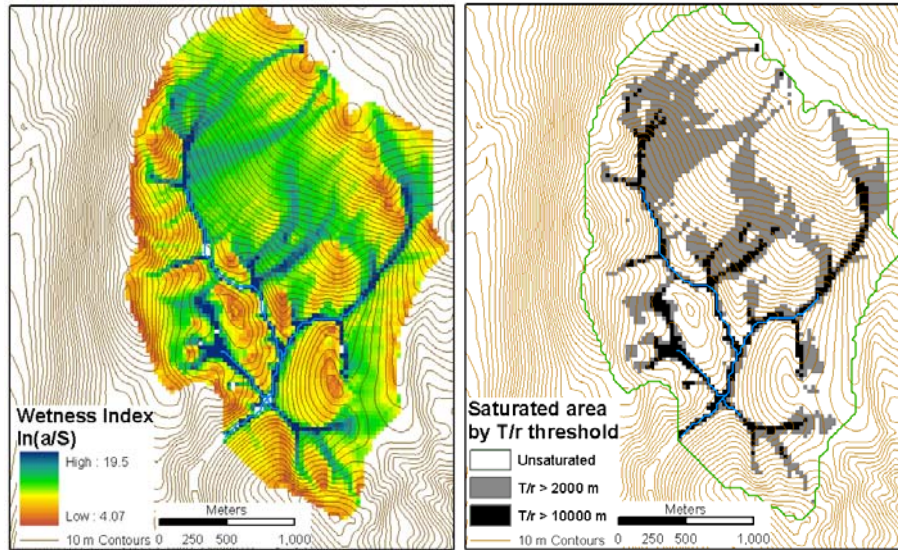 Wetness Index
ln(a/S)
High : 19.5
Low : 4.07
Meters
0 250 500 1,000
10 m Contours
Saturated area
by T/r threshold
Unsaturated
T/r > 2000 m
T/r > 10000 m
Meters
0 250 500 1,000
10 m Contours